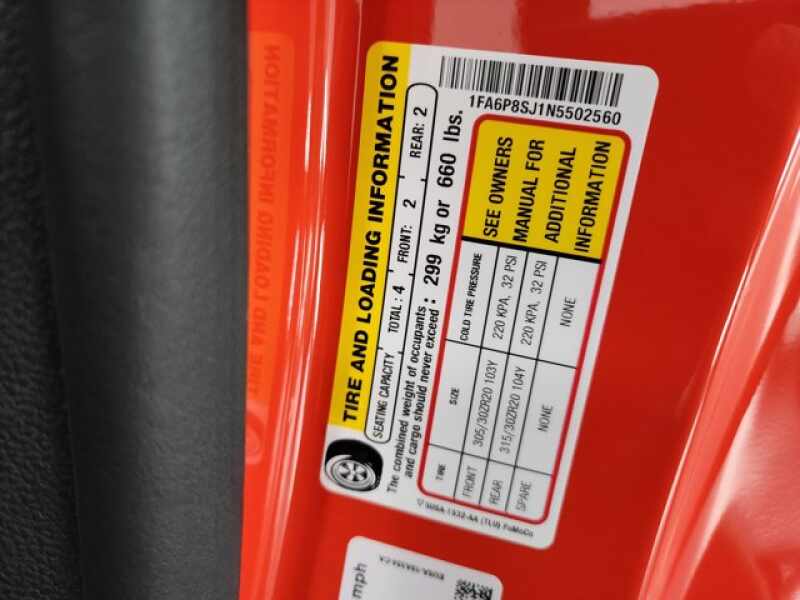 1FA6P8SJ1N5502560
TIRE AND LOADING INFORMATION
SEATING CAPACITY TOTAL: 4 FRONT: 2 REAR: 2
The combined weight of occupants
and cargo should never exceed: 299 kg or 660 lbs.
TIRE SIZE COLD TIRE PRESSURE
FRONT 305/30ZR20 103Y 220 KPA, 32 PSI
REAR 315/30ZR20 104Y 220 KPA, 32 PSI
SPARE NONE NONE
SEE OWNERS
MANUAL FOR
ADDITIONAL
INFORMATION
1532-AA (TLU) FoMoCo
mph